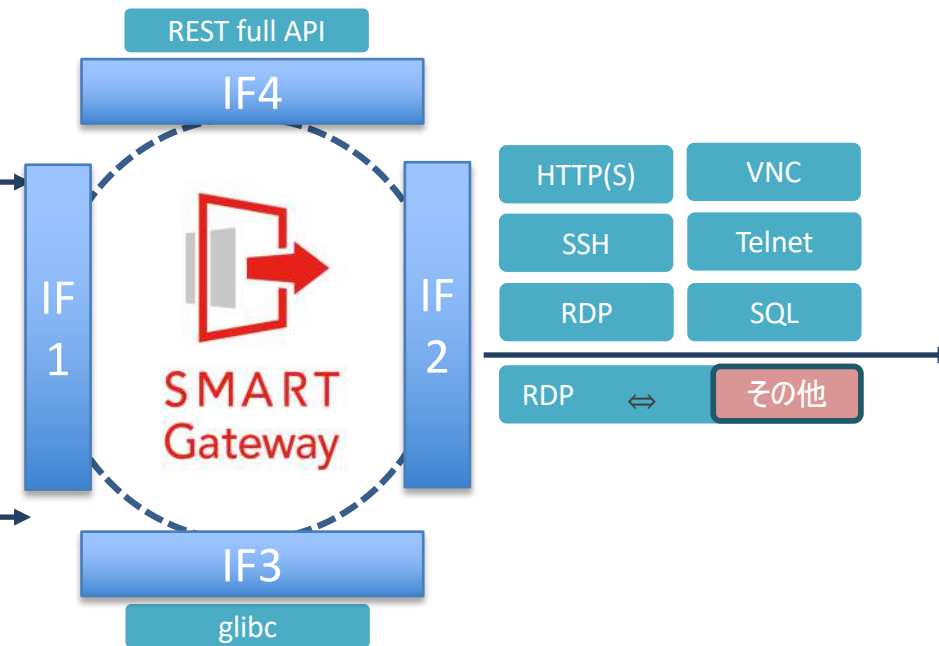 REST full API
IF4
IF
1
SMART
Gateway
IF
2
HTTP(S)
VNC
SSH
Telnet
RDP
SQL
RDP ⇔ その他
IF3
glibc